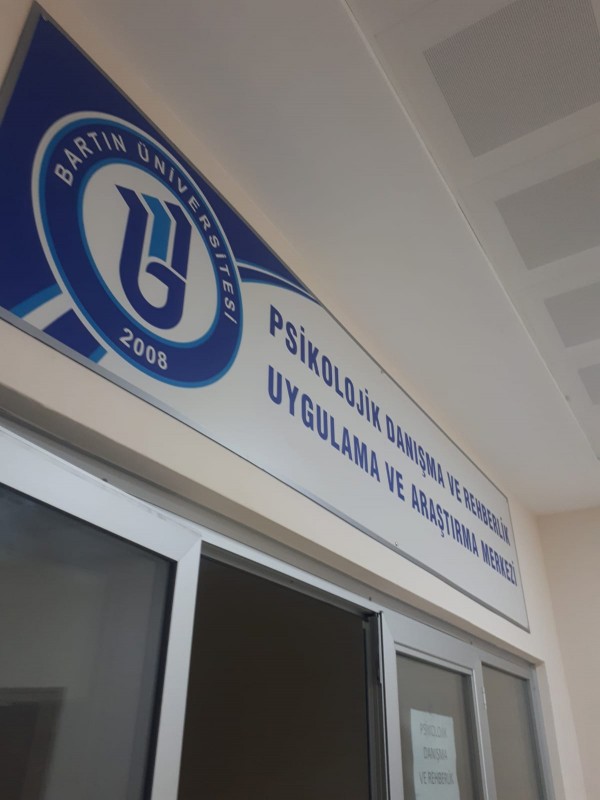 BARTIN ÜNİVERSİTESİ
2008
PSİKOLOJİK DANIŞMA VE REHBERLİK
UYGULAMA VE ARAŞTIRMA MERKEZİ
PSİKOLOJİK
DANIŞMA
VE REHBERLİK